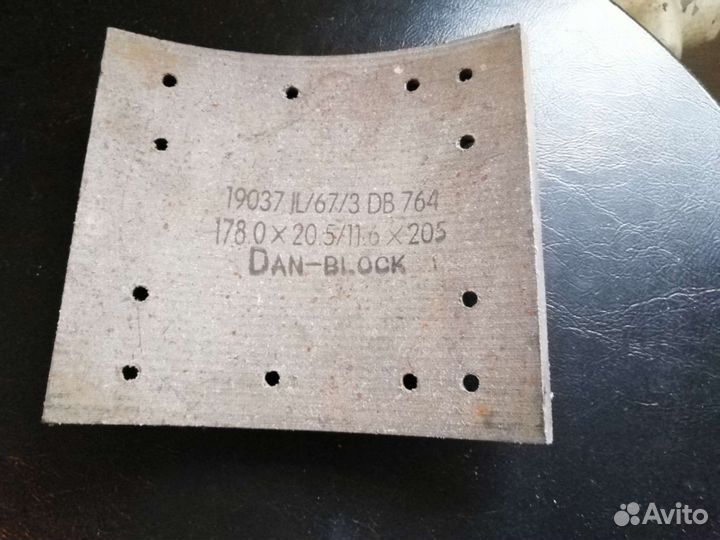 19037 IL/67/3 DB 764
178.0 × 20.5/11.6 × 205
DAN-BLOCK
Avito